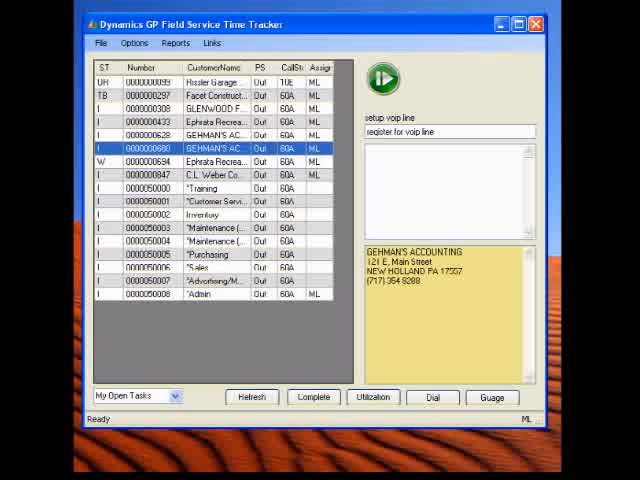 Dynamics GP Field Service Time Tracker
File Options Reports Links
ST Number CustomerName PS CallSt Assign
UR 0000000099 Hissler Garage ... Out 10E ML
TB 0000000297 Facet Construct... Out 60A ML
I 0000000308 GLENWOOD F... Out 60A ML
I 0000000433 Ephrata Recrea... Out 60A ML
I 0000000628 GEHMAN'S ACC... Out 60A ML
I 0000000680 GEHMAN'S AC... Out 60A ML
W 0000000694 Ephrata Recrea... Out 60A ML
I 0000000847 C.L. Weber Co... Out 60A ML
I 0000050000 "Training Out 60A
I 0000050001 "Customer Servi... Out 60A
I 0000050002 Inventory Out 60A
I 0000050003 "Maintenance (... Out 60A
I 0000050004 "Maintenance (... Out 60A
I 0000050005 "Purchasing Out 60A
I 0000050006 "Sales Out 60A
I 0000050007 "Advertising/M... Out 60A
I 0000050008 "Admin Out 60A ML
setup voip line
register for voip line
GEHMAN'S ACCOUNTING
121 E. Main Street
NEW HOLLAND PA 17557
(717) 354 8288
My Open Tasks Refresh Complete Utilization Dial Guage
Ready ML